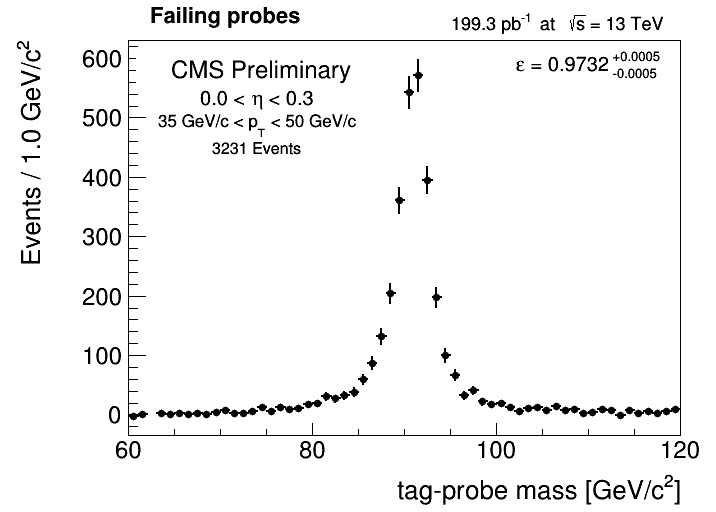 Failing probes
199.3 pb⁻¹ at √s = 13 TeV
CMS Preliminary
ε = 0.9732 +0.0005 -0.0005
0.0 < η < 0.3
35 GeV/c < p_T < 50 GeV/c
3231 Events
Events / 1.0 GeV/c²
600
500
400
300
200
100
0
60 80 100 120
tag-probe mass [GeV/c²]